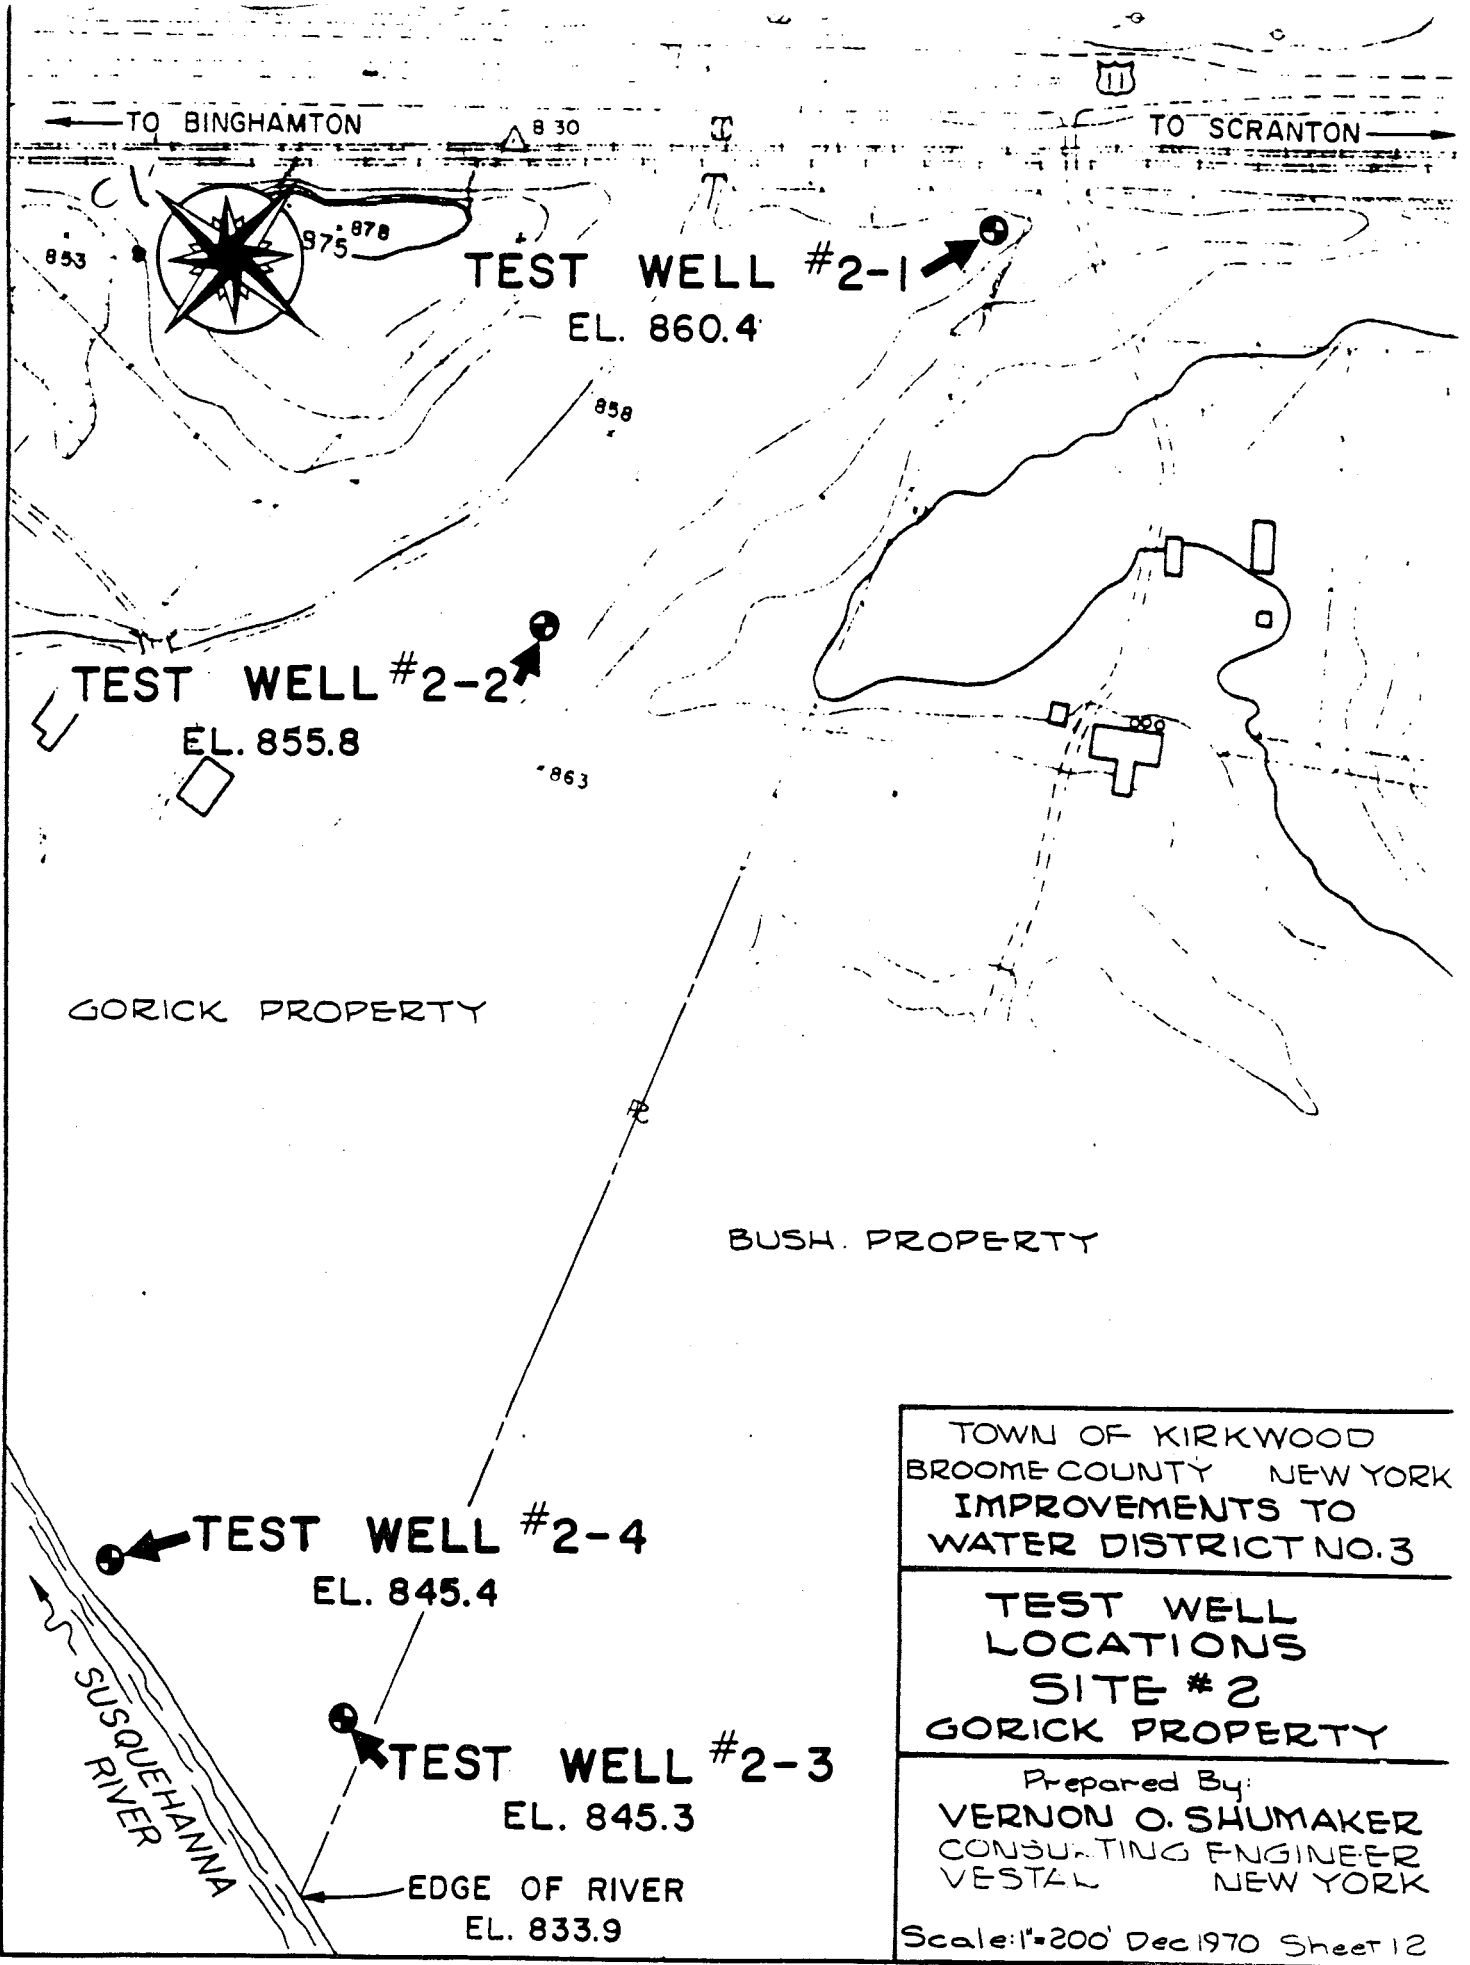 11
TO BINGHAMTON
8 30
TO SCRANTON
853
975
878
TEST WELL #2-1
EL. 860.4
858
TEST WELL #2-2
EL. 855.8
863
GORICK PROPERTY
BUSH. PROPERTY
TEST WELL #2-4
EL. 845.4
SUSQUEHANNA
RIVER
TEST WELL #2-3
EL. 845.3
EDGE OF RIVER
EL. 833.9
TOWN OF KIRKWOOD
BROOME COUNTY NEW YORK
IMPROVEMENTS TO
WATER DISTRICT NO.3
TEST WELL
LOCATIONS
SITE #2
GORICK PROPERTY
Prepared By:
VERNON O. SHUMAKER
CONSULTING ENGINEER
VESTAL NEW YORK
Scale:1"=200' Dec 1970 Sheet 12